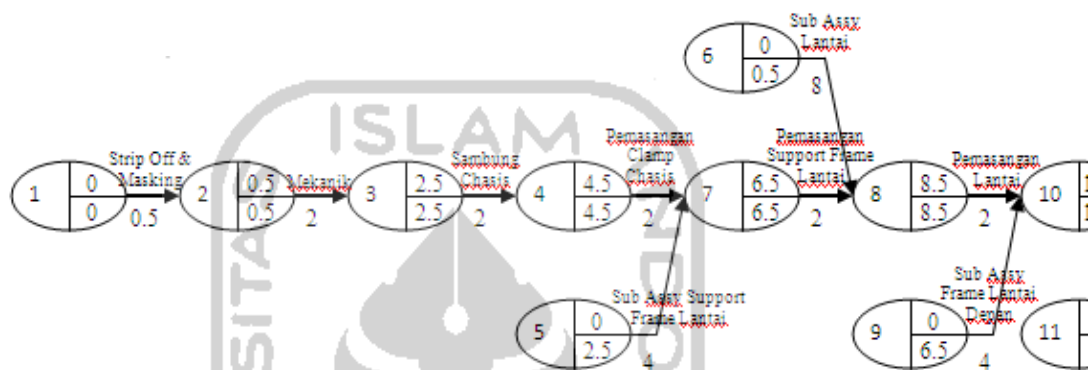 Sub Assy
Lantai
6
0
0.5
8
ISLAM
Strip Off &
Masking
Mekanik
Sambung
Chasis
Pemasangan
Clamp
Chasis
Pemasangan
Support Frame
Lantai
Pemasangan
Lantai
1
0
0
0.5
2
0.5
0.5
2
3
2.5
2.5
2
4
4.5
4.5
2
7
6.5
6.5
2
8
8.5
8.5
2
10
SITAS
Sub Assy Support
Frame Lantai
5
0
2.5
4
Sub Assy
Frame Lantai
Depan
9
0
6.5
4
11